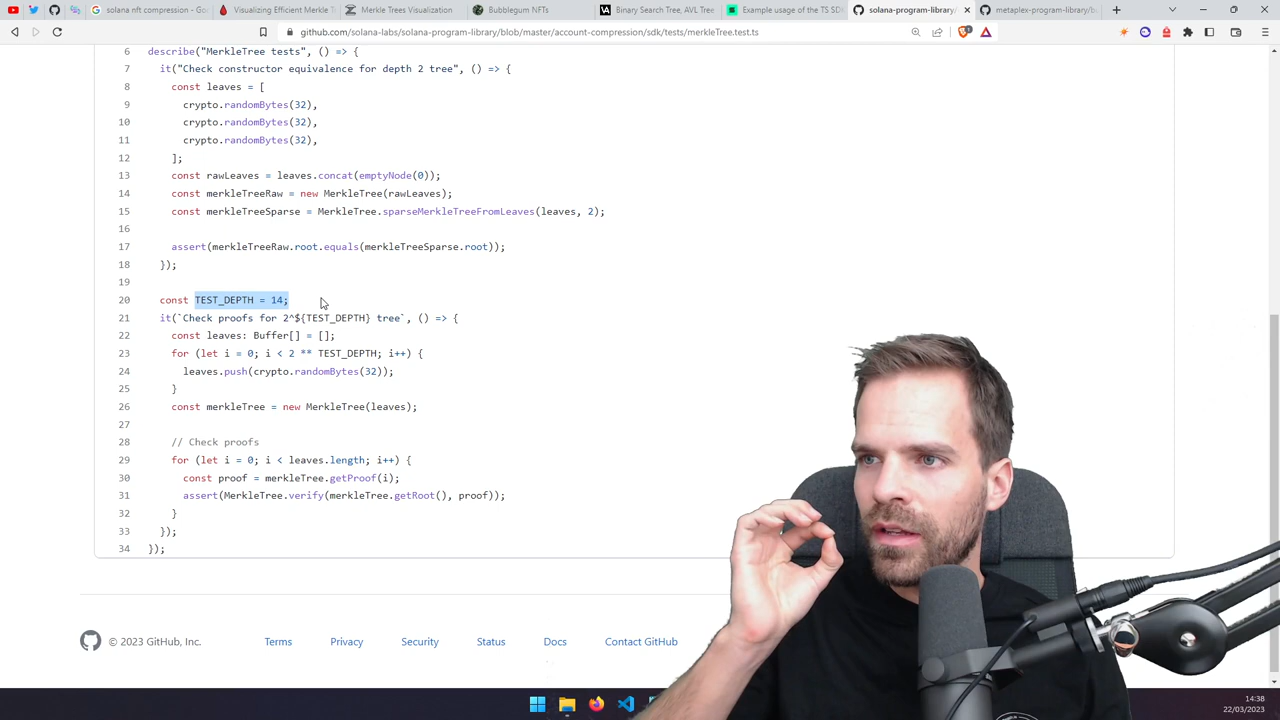 solana nft compression - Go
Visualizing Efficient Merkle T
Merkle Trees Visualization
Bubblegum NFTs
Binary Search Tree, AVL Tree
Example usage of the TS SD
solana-program-library/
metaplex-program-library/b
github.com/solana-labs/solana-program-library/blob/master/account-compression/sdk/tests/merkleTree.test.ts
6 describe("MerkleTree tests", () => {
7 it("Check constructor equivalence for depth 2 tree", () => {
8 const leaves = [
9 crypto.randomBytes(32),
10 crypto.randomBytes(32),
11 crypto.randomBytes(32),
12 ];
13 const rawLeaves = leaves.concat(emptyNode(0));
14 const merkleTreeRaw = new MerkleTree(rawLeaves);
15 const merkleTreeSparse = MerkleTree.sparseMerkleTreeFromLeaves(leaves, 2);
16
17 assert(merkleTreeRaw.root.equals(merkleTreeSparse.root));
18 });
19
20 const TEST_DEPTH = 14;
21 it(`Check proofs for 2^${TEST_DEPTH} tree`, () => {
22 const leaves: Buffer[] = [];
23 for (let i = 0; i < 2 ** TEST_DEPTH; i++) {
24 leaves.push(crypto.randomBytes(32));
25 }
26 const merkleTree = new MerkleTree(leaves);
27
28 // Check proofs
29 for (let i = 0; i < leaves.length; i++) {
30 const proof = merkleTree.getProof(i);
31 assert(MerkleTree.verify(merkleTree.getRoot(), proof));
32 }
33 });
34 });
© 2023 GitHub, Inc.
Terms
Privacy
Security
Status
Docs
Contact GitHub
14:38
22/03/2023